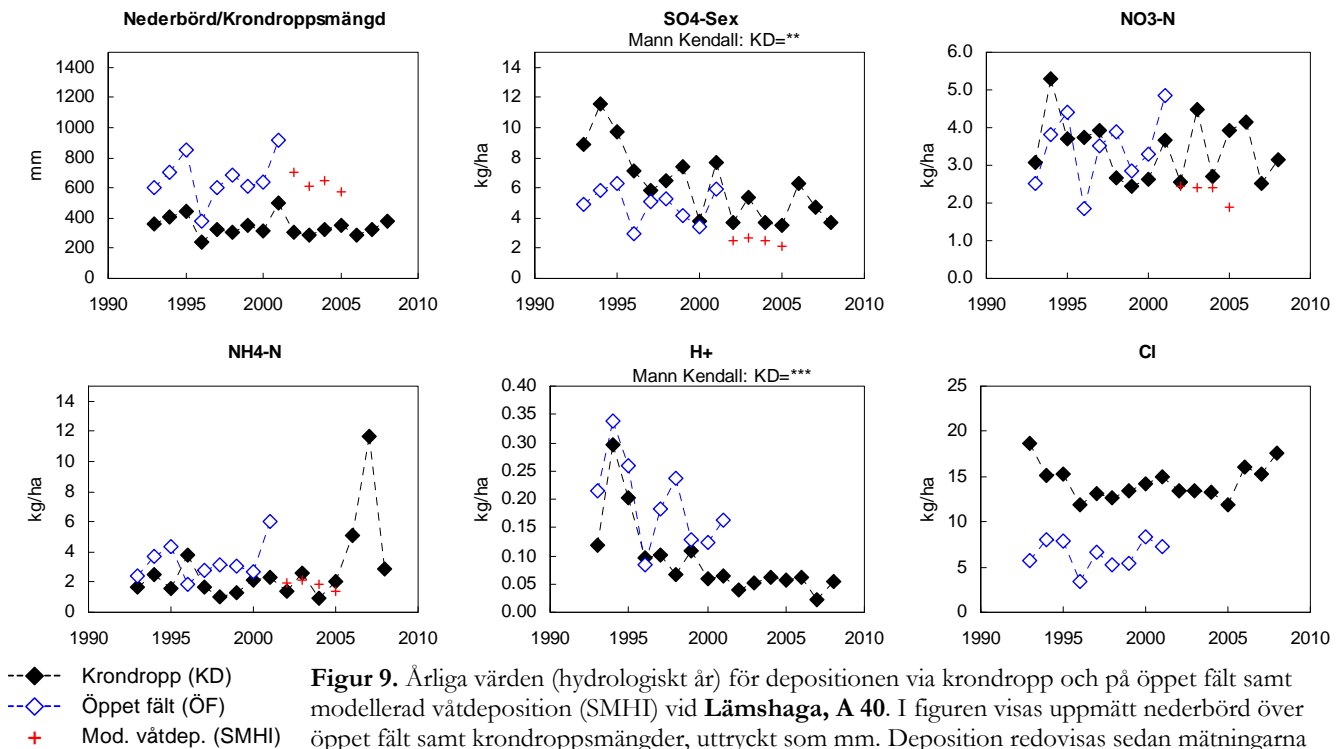 Nederbörd/Krondroppsmängd
mm
1400
1200
1000
800
600
400
200
0
1990 1995 2000 2005 2010
SO4-Sex
Mann Kendall: KD=**
kg/ha
14
12
10
8
6
4
2
0
1990 1995 2000 2005 2010
NO3-N
kg/ha
6.0
5.0
4.0
3.0
2.0
1.0
0.0
1990 1995 2000 2005 2010
NH4-N
kg/ha
14
12
10
8
6
4
2
0
1990 1995 2000 2005 2010
H+
Mann Kendall: KD=***
kg/ha
0.40
0.35
0.30
0.25
0.20
0.15
0.10
0.05
0.00
1990 1995 2000 2005 2010
Cl
kg/ha
25
20
15
10
5
0
1990 1995 2000 2005 2010
Krondropp (KD)
Öppet fält (ÖF)
Mod. våtdep. (SMHI)
Figur 9. Årliga värden (hydrologiskt år) för depositionen via krondropp och på öppet fält samt
modellerad våtdeposition (SMHI) vid Lämshaga, A 40. I figuren visas uppmätt nederbörd över
öppet fält samt krondroppsmängder, uttryckt som mm. Deposition redovisas sedan mätningarna